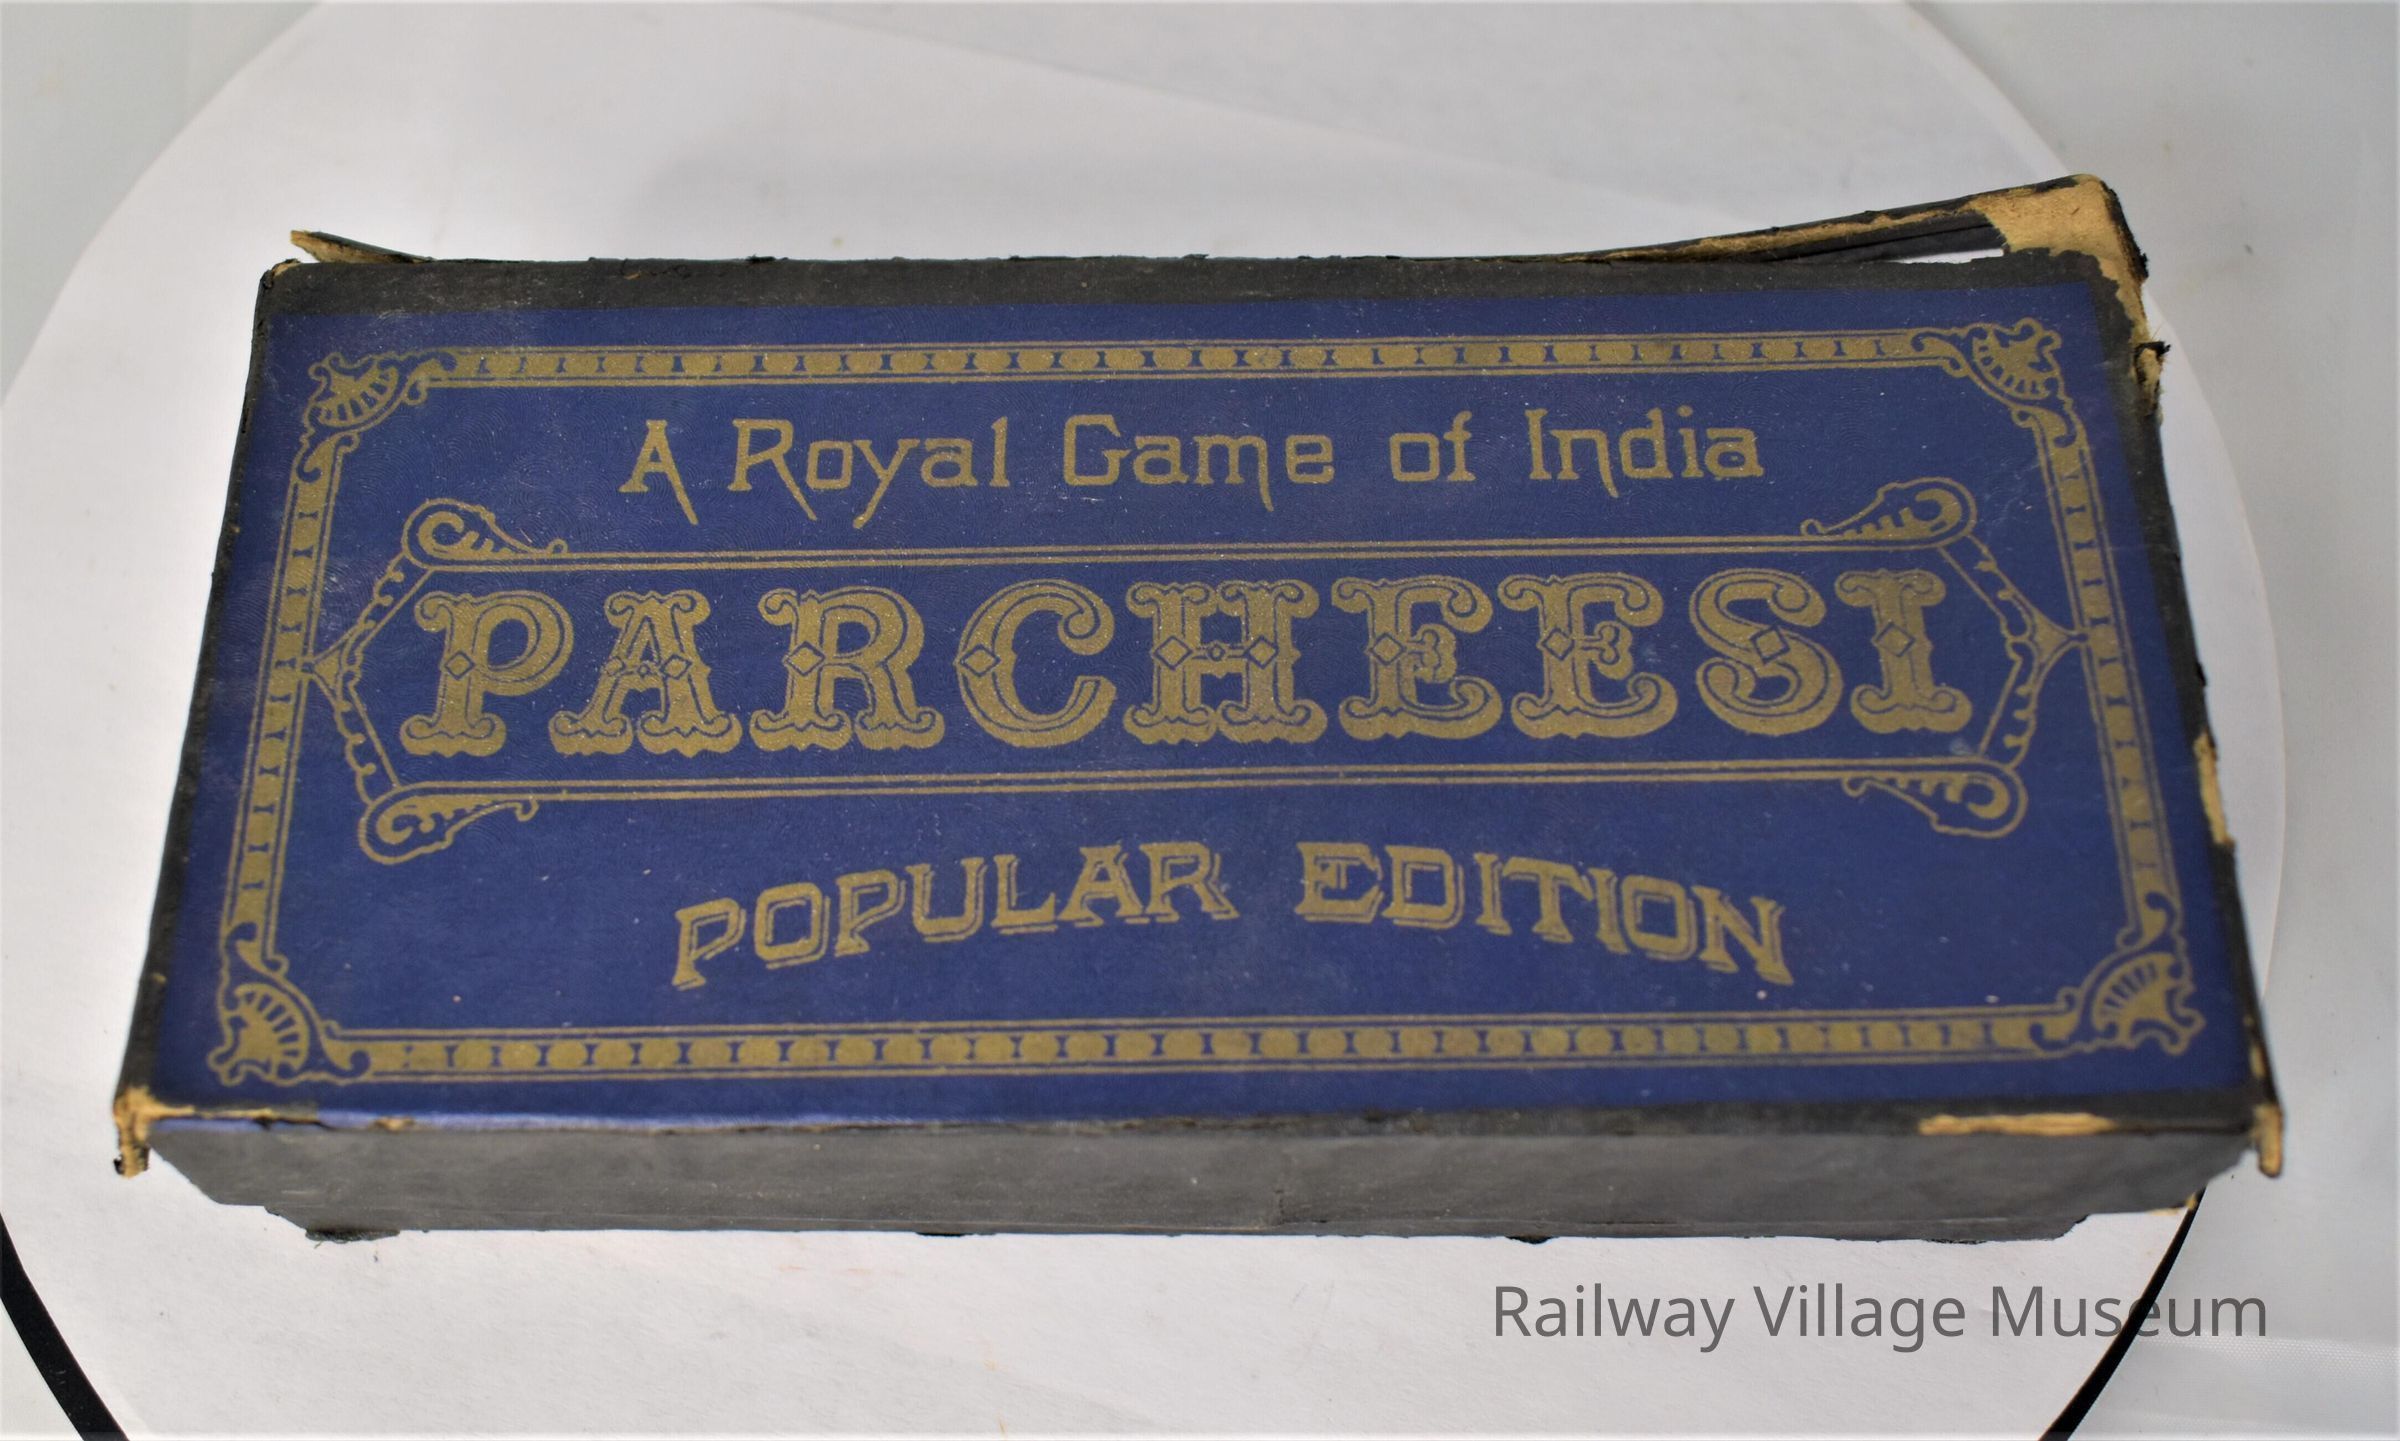 A Royal Game of India
PARCHEESI
POPULAR EDITION
Railway Village Museum